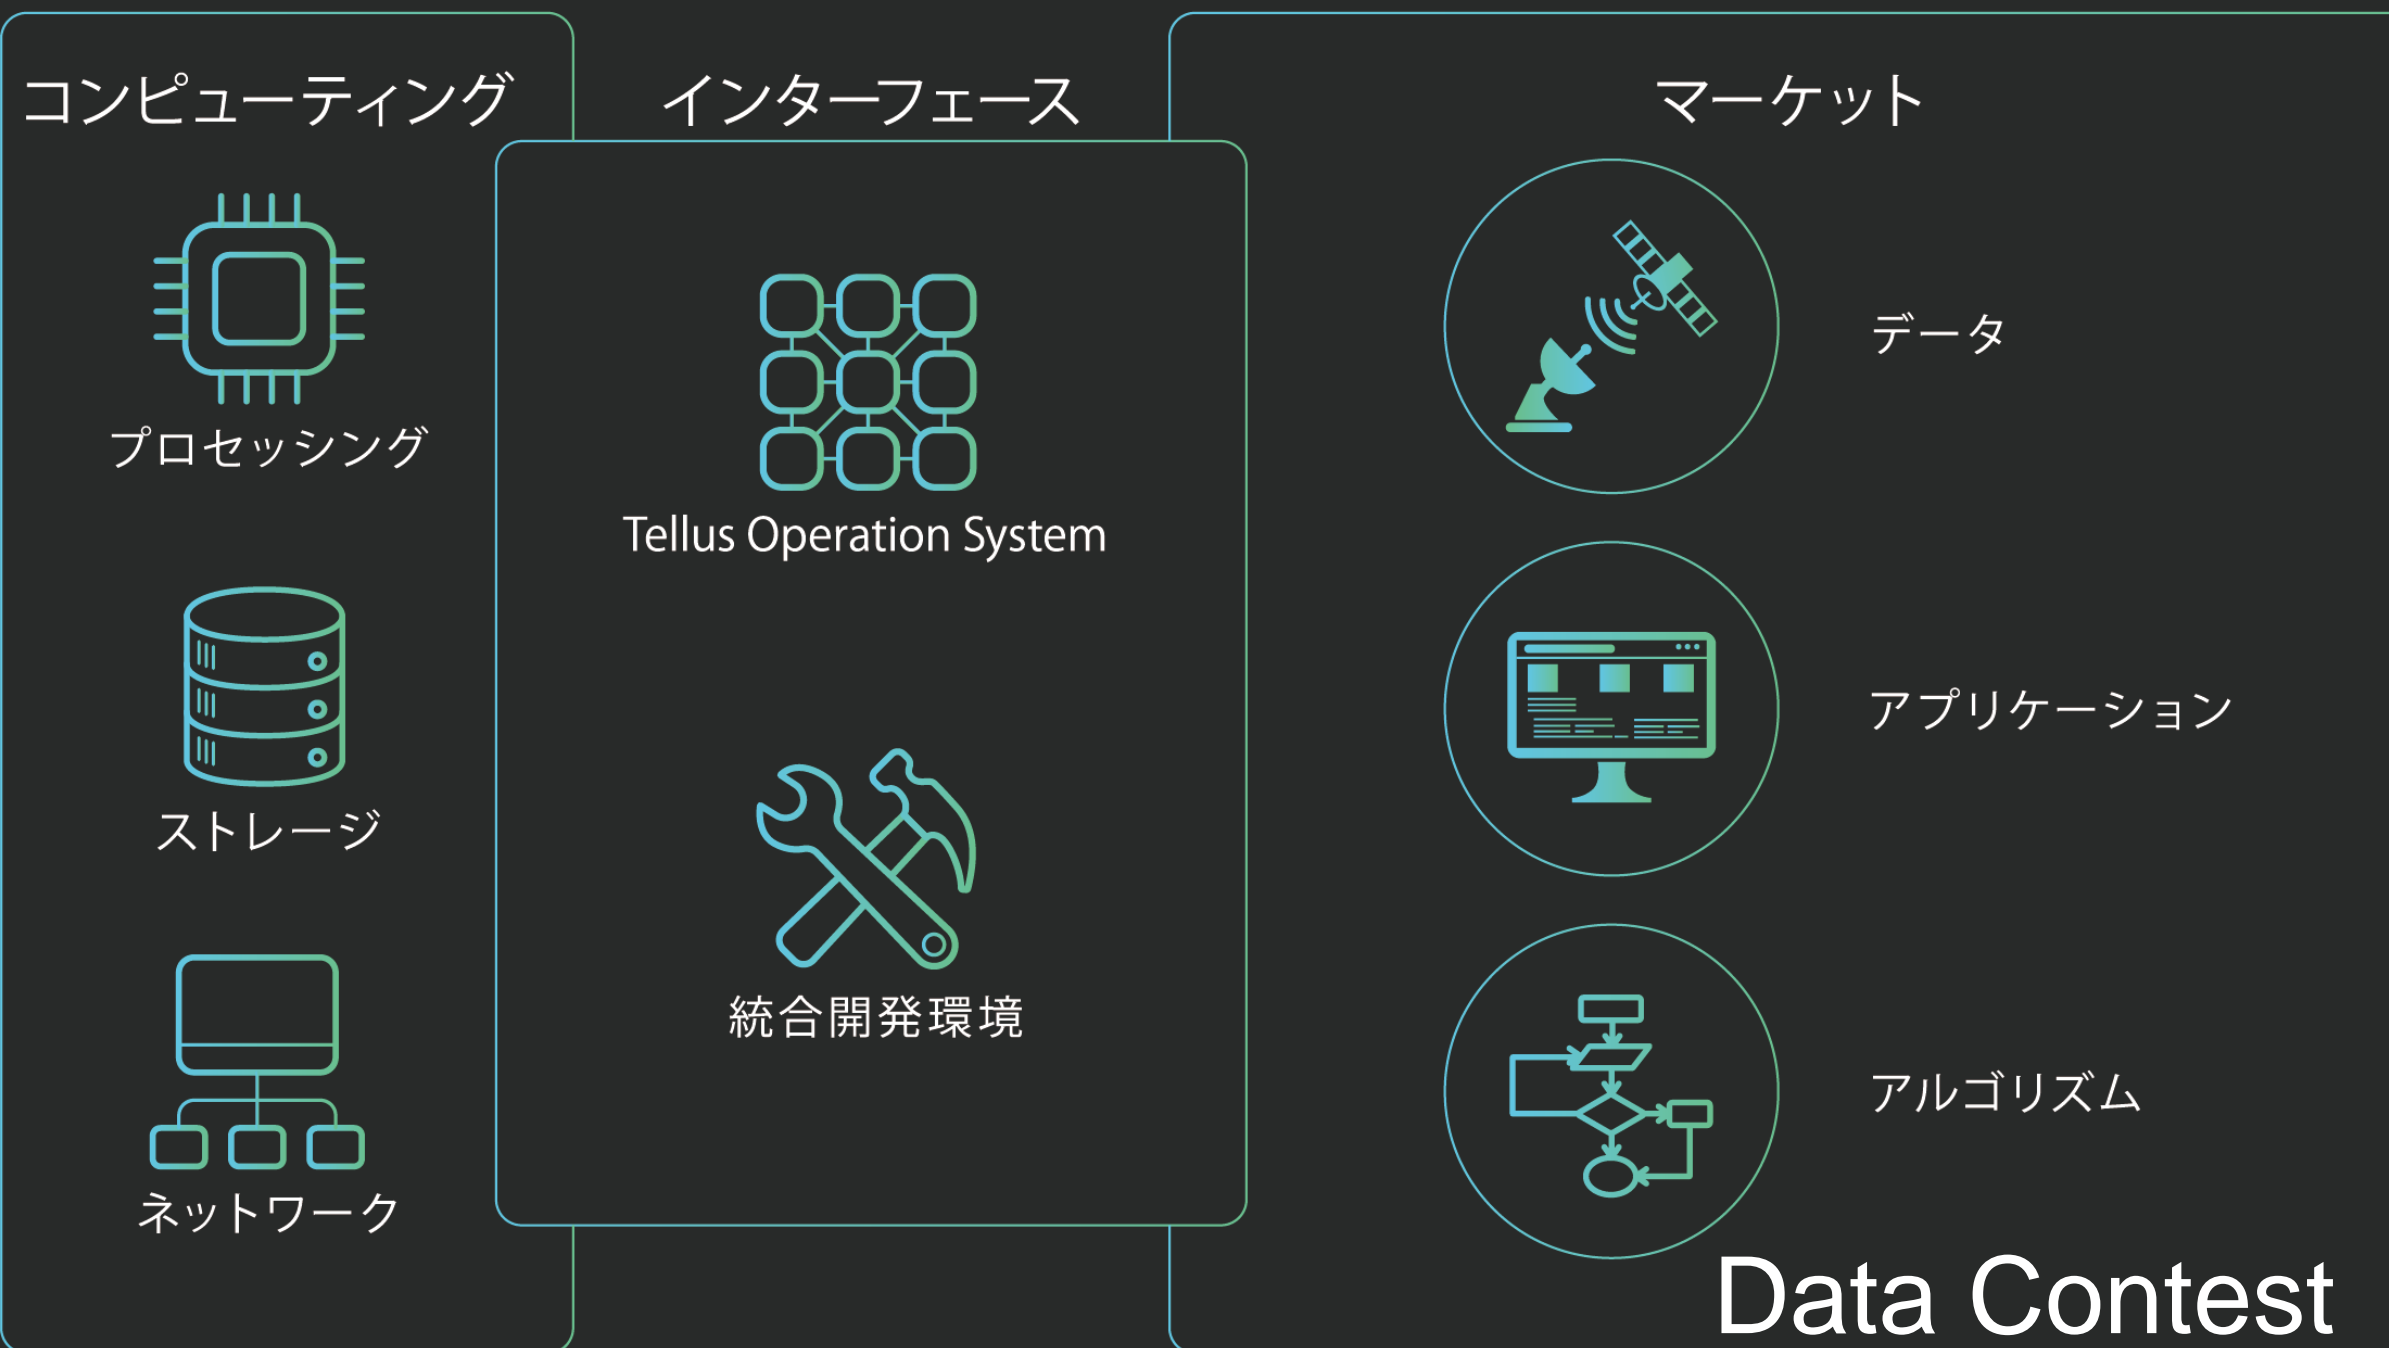 コンピューティング
プロセッシング
ストレージ
ネットワーク
インターフェース
Tellus Operation System
統合開発環境
マーケット
データ
アプリケーション
アルゴリズム
Data Contest